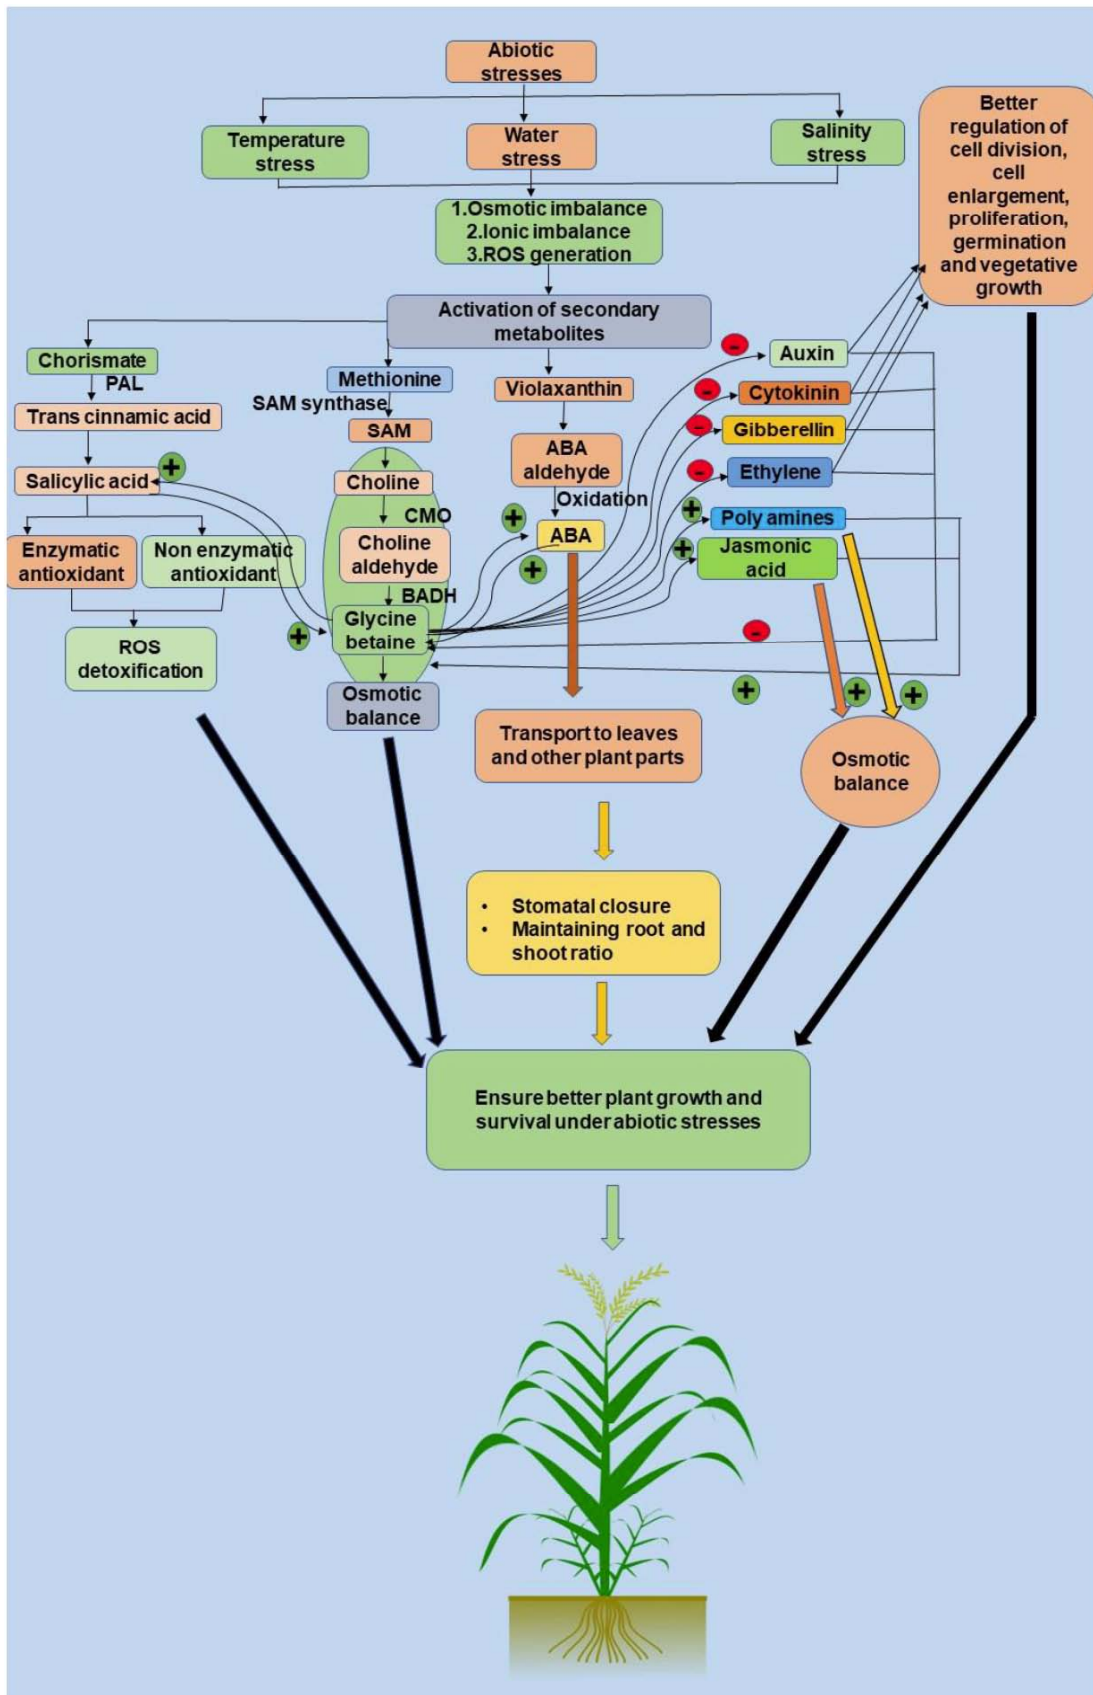 Abiotic
stresses
Temperature
stress
Water
stress
Salinity
stress
Better
regulation of
cell division,
cell
enlargement,
proliferation,
germination
and vegetative
growth
1.Osmotic imbalance
2.Ionic imbalance
3.ROS generation
Activation of secondary
metabolites
Chorismate
PAL
Trans cinnamic acid
Salicylic acid
+
Enzymatic
antioxidant
Non enzymatic
antioxidant
ROS
detoxification
+
Methionine
SAM synthase
SAM
Choline
CMO
Choline
aldehyde
BADH
Glycine
betaine
Osmotic
balance
Violaxanthin
ABA
aldehyde
Oxidation
+
ABA
+
-
Auxin
-
Cytokinin
-
Gibberellin
-
Ethylene
+
Poly amines
+
Jasmonic
acid
-
+
+
+
Osmotic
balance
Transport to leaves
and other plant parts
• Stomatal closure
• Maintaining root and
shoot ratio
Ensure better plant growth and
survival under abiotic stresses